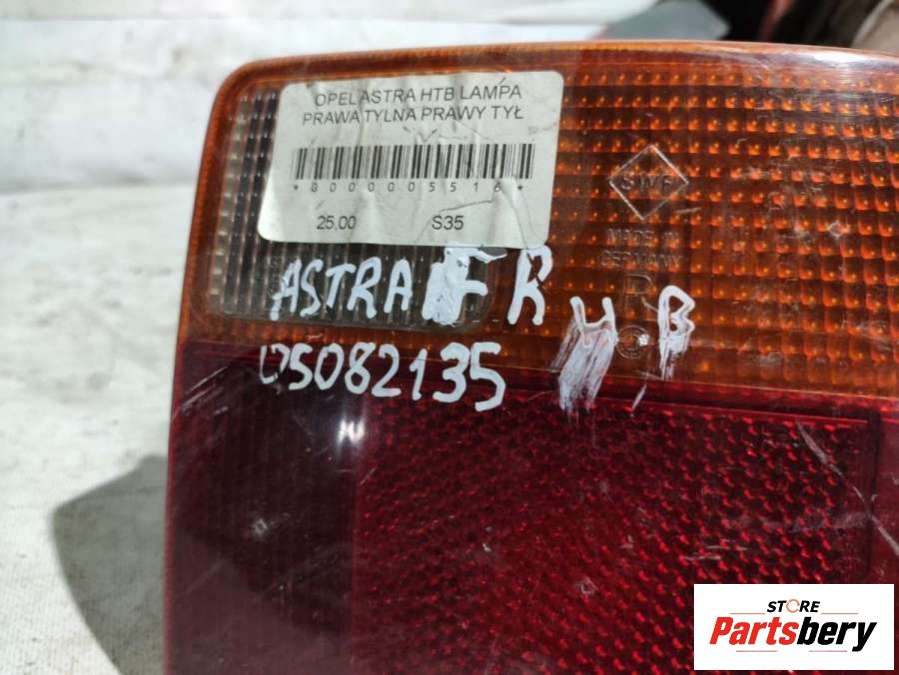 OPEL ASTRA HTB LAMPA
PRAWA TYLNA PRAWY TYŁ
*8000005516*
25,00 S35
SWF
MADE IN
GERMANY
R
ASTRA F R HB
05082135
STORE
Partsbery